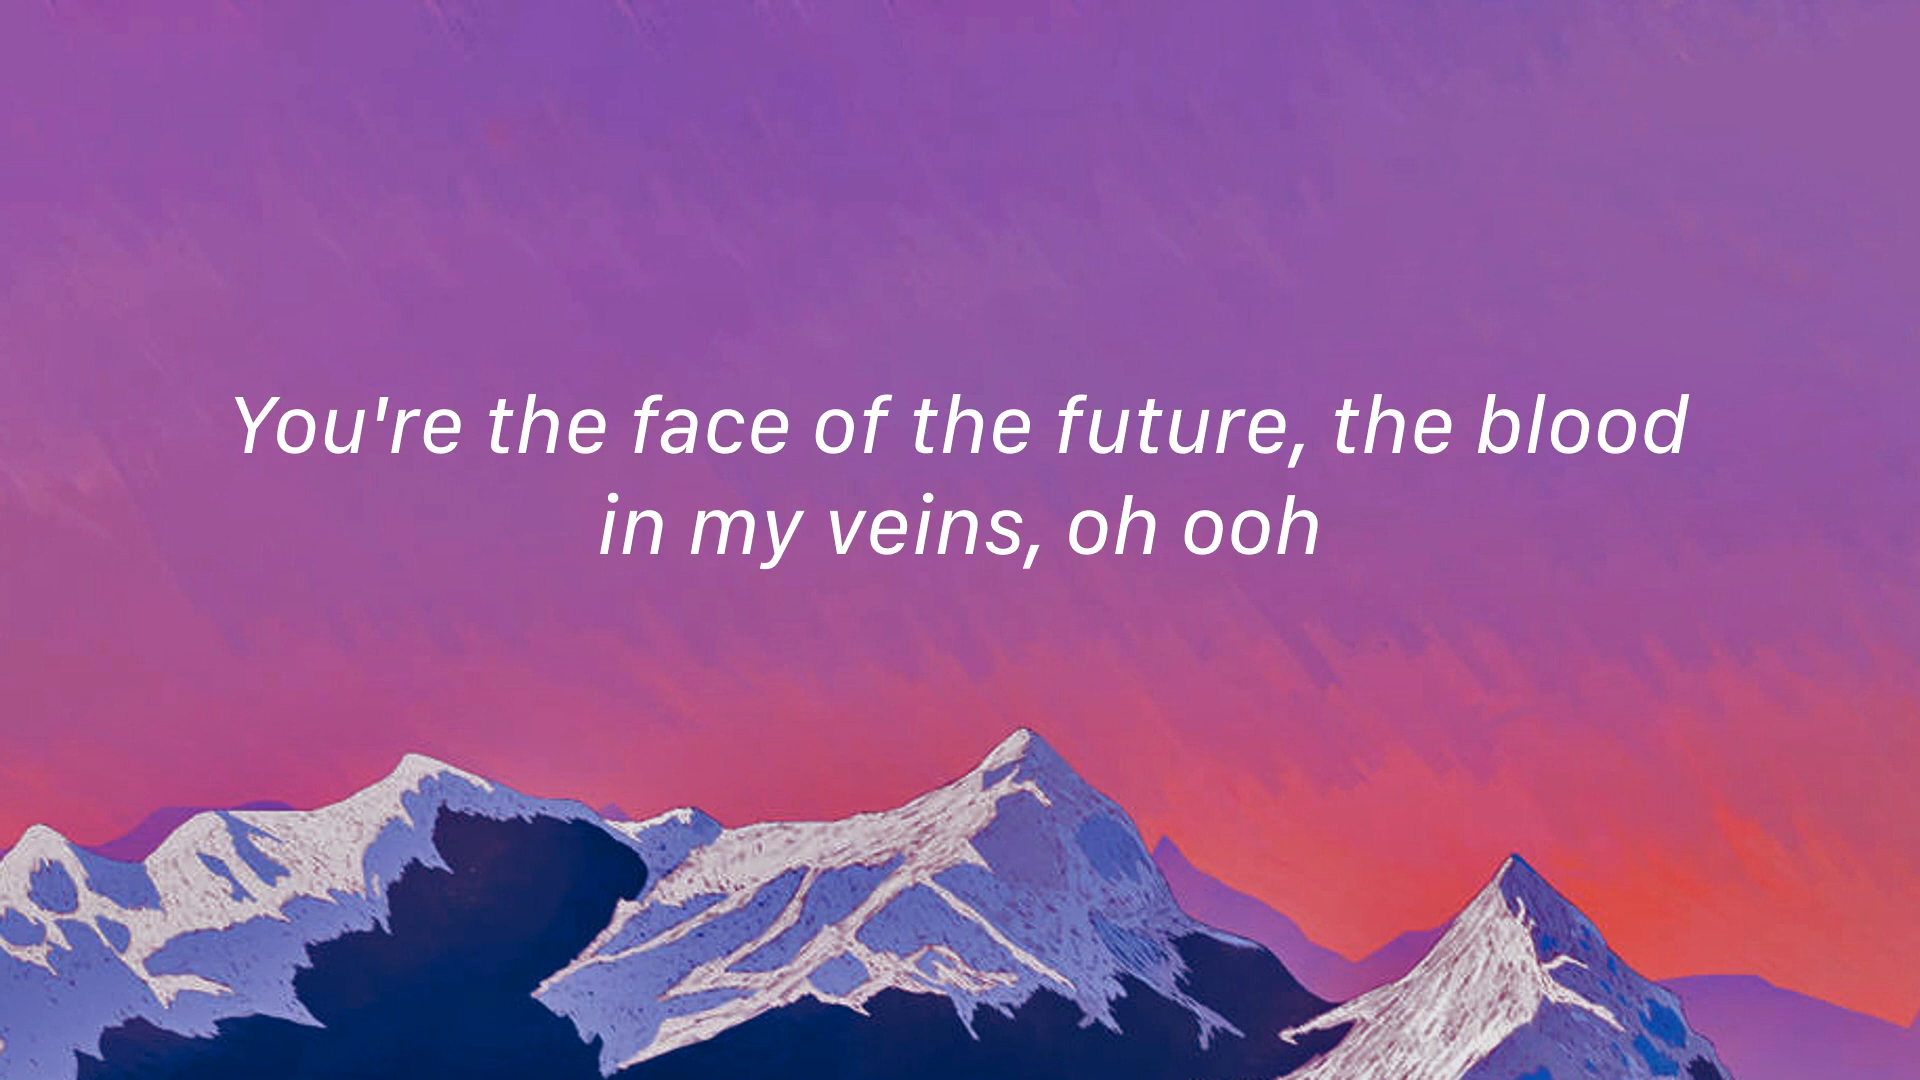 You're the face of the future, the blood
in my veins, oh ooh